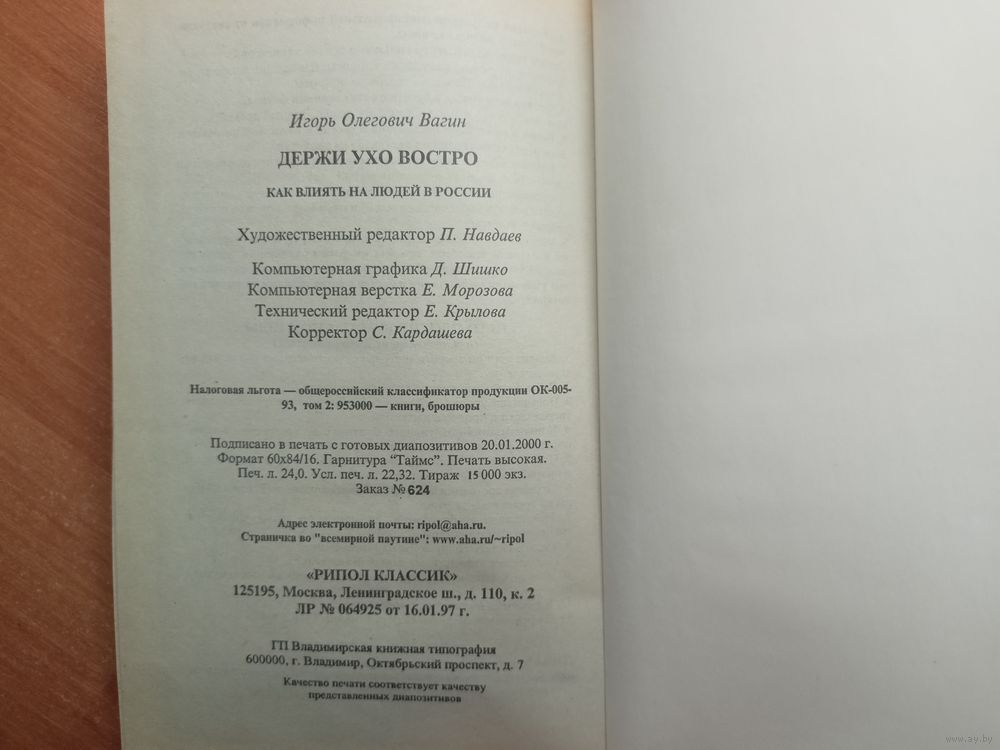 Игорь Олегович Вагин
ДЕРЖИ УХО ВОСТРО
КАК ВЛИЯТЬ НА ЛЮДЕЙ В РОССИИ
Художественный редактор П. Навдаев
Компьютерная графика Д. Шишко
Компьютерная верстка Е. Морозова
Технический редактор Е. Крылова
Корректор С. Кардашева
Налоговая льгота — общероссийский классификатор продукции ОК-005-
93, том 2: 953000 — книги, брошюры
Подписано в печать с готовых диапозитивов 20.01.2000 г.
Формат 60х84/16. Гарнитура "Таймс". Печать высокая.
Печ. л. 24,0. Усл. печ. л. 22,32. Тираж 15 000 экз.
Заказ № 624
Адрес электронной почты: ripol@aha.ru.
Страничка во "всемирной паутине": www.aha.ru/~ripol
«РИПОЛ КЛАССИК»
125195, Москва, Ленинградское ш., д. 110, к. 2
ЛР № 064925 от 16.01.97 г.
ГП Владимирская книжная типография
600000, г. Владимир, Октябрьский проспект, д. 7
Качество печати соответствует качеству
представленных диапозитивов
www.ay.by